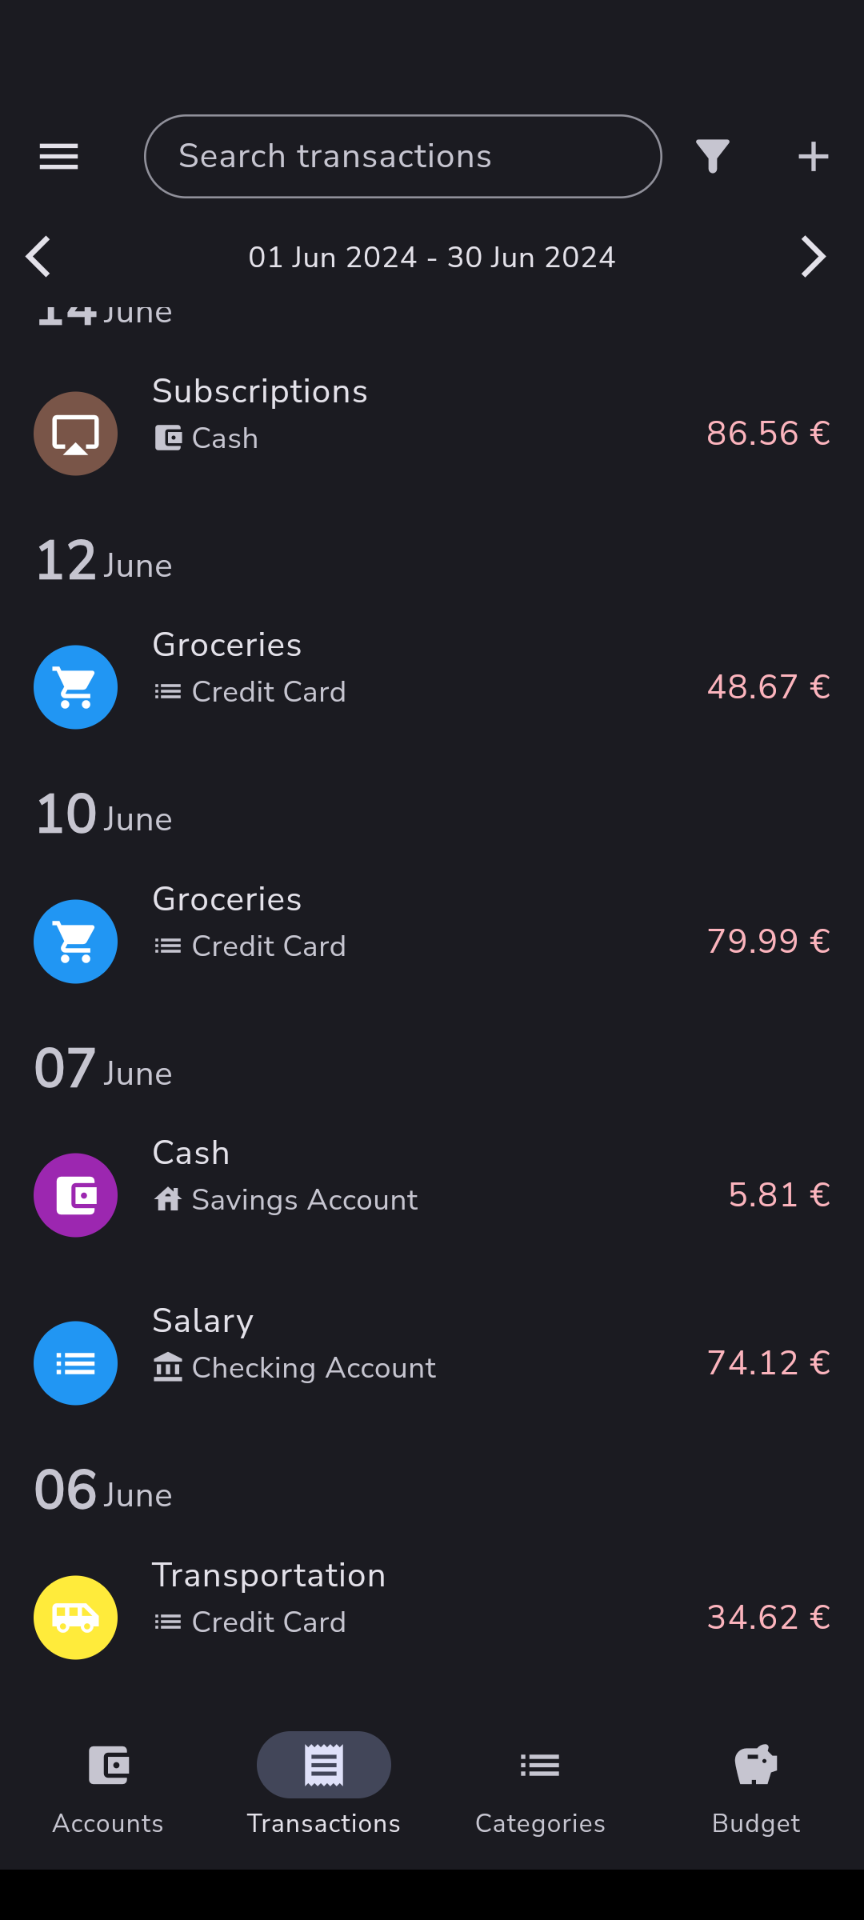 Search transactions
01 Jun 2024 - 30 Jun 2024
14 June
Subscriptions
Cash
86.56 €
12 June
Groceries
Credit Card
48.67 €
10 June
Groceries
Credit Card
79.99 €
07 June
Cash
Savings Account
5.81 €
Salary
Checking Account
74.12 €
06 June
Transportation
Credit Card
34.62 €
Accounts
Transactions
Categories
Budget